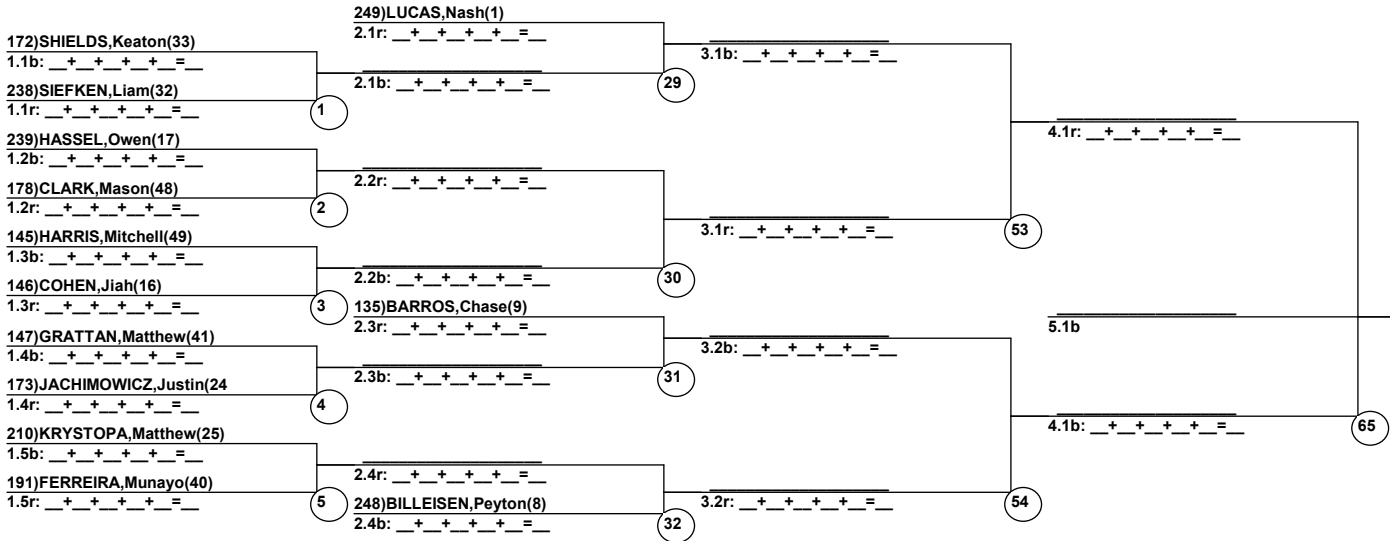 172)SHIELDS,Keaton(33)
1.1b: __+__+__+__+__=__
238)SIEFKEN,Liam(32)
1.1r: __+__+__+__+__=__
1
239)HASSEL,Owen(17)
1.2b: __+__+__+__+__=__
178)CLARK,Mason(48)
1.2r: __+__+__+__+__=__
2
145)HARRIS,Mitchell(49)
1.3b: __+__+__+__+__=__
146)COHEN,Jiah(16)
1.3r: __+__+__+__+__=__
3
147)GRATTAN,Matthew(41)
1.4b: __+__+__+__+__=__
173)JACHIMOWICZ,Justin(24
1.4r: __+__+__+__+__=__
4
210)KRYSTOPA,Matthew(25)
1.5b: __+__+__+__+__=__
191)FERREIRA,Munayo(40)
1.5r: __+__+__+__+__=__
5
249)LUCAS,Nash(1)
2.1r: __+__+__+__+__=__
2.1b: __+__+__+__+__=__
29
2.2r: __+__+__+__+__=__
2.2b: __+__+__+__+__=__
30
135)BARROS,Chase(9)
2.3r: __+__+__+__+__=__
2.3b: __+__+__+__+__=__
31
2.4r: __+__+__+__+__=__
248)BILLEISEN,Peyton(8)
2.4b: __+__+__+__+__=__
32
3.1b: __+__+__+__+__=__
3.1r: __+__+__+__+__=__
53
3.2b: __+__+__+__+__=__
3.2r: __+__+__+__+__=__
54
4.1r: __+__+__+__+__=__
4.1b: __+__+__+__+__=__
65
5.1b